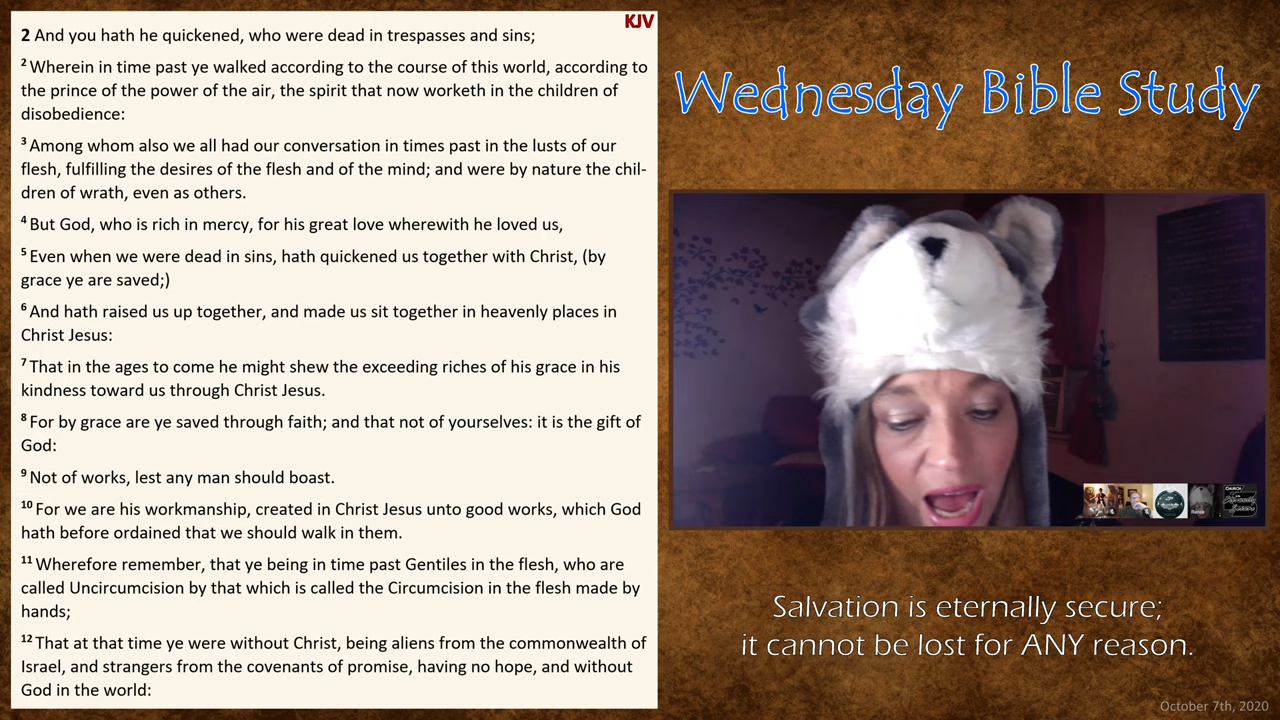 KJV
2 And you hath he quickened, who were dead in trespasses and sins;
2 Wherein in time past ye walked according to the course of this world, according to
the prince of the power of the air, the spirit that now worketh in the children of
disobedience:
3 Among whom also we all had our conversation in times past in the lusts of our
flesh, fulfilling the desires of the flesh and of the mind; and were by nature the chil-
dren of wrath, even as others.
4 But God, who is rich in mercy, for his great love wherewith he loved us,
5 Even when we were dead in sins, hath quickened us together with Christ, (by
grace ye are saved;)
6 And hath raised us up together, and made us sit together in heavenly places in
Christ Jesus:
7 That in the ages to come he might shew the exceeding riches of his grace in his
kindness toward us through Christ Jesus.
8 For by grace are ye saved through faith; and that not of yourselves: it is the gift of
God:
9 Not of works, lest any man should boast.
10 For we are his workmanship, created in Christ Jesus unto good works, which God
hath before ordained that we should walk in them.
11 Wherefore remember, that ye being in time past Gentiles in the flesh, who are
called Uncircumcision by that which is called the Circumcision in the flesh made by
hands;
12 That at that time ye were without Christ, being aliens from the commonwealth of
Israel, and strangers from the covenants of promise, having no hope, and without
God in the world:
Wednesday Bible Study
CHURCH
Salvation is eternally secure;
it cannot be lost for ANY reason.
October 7th, 2020